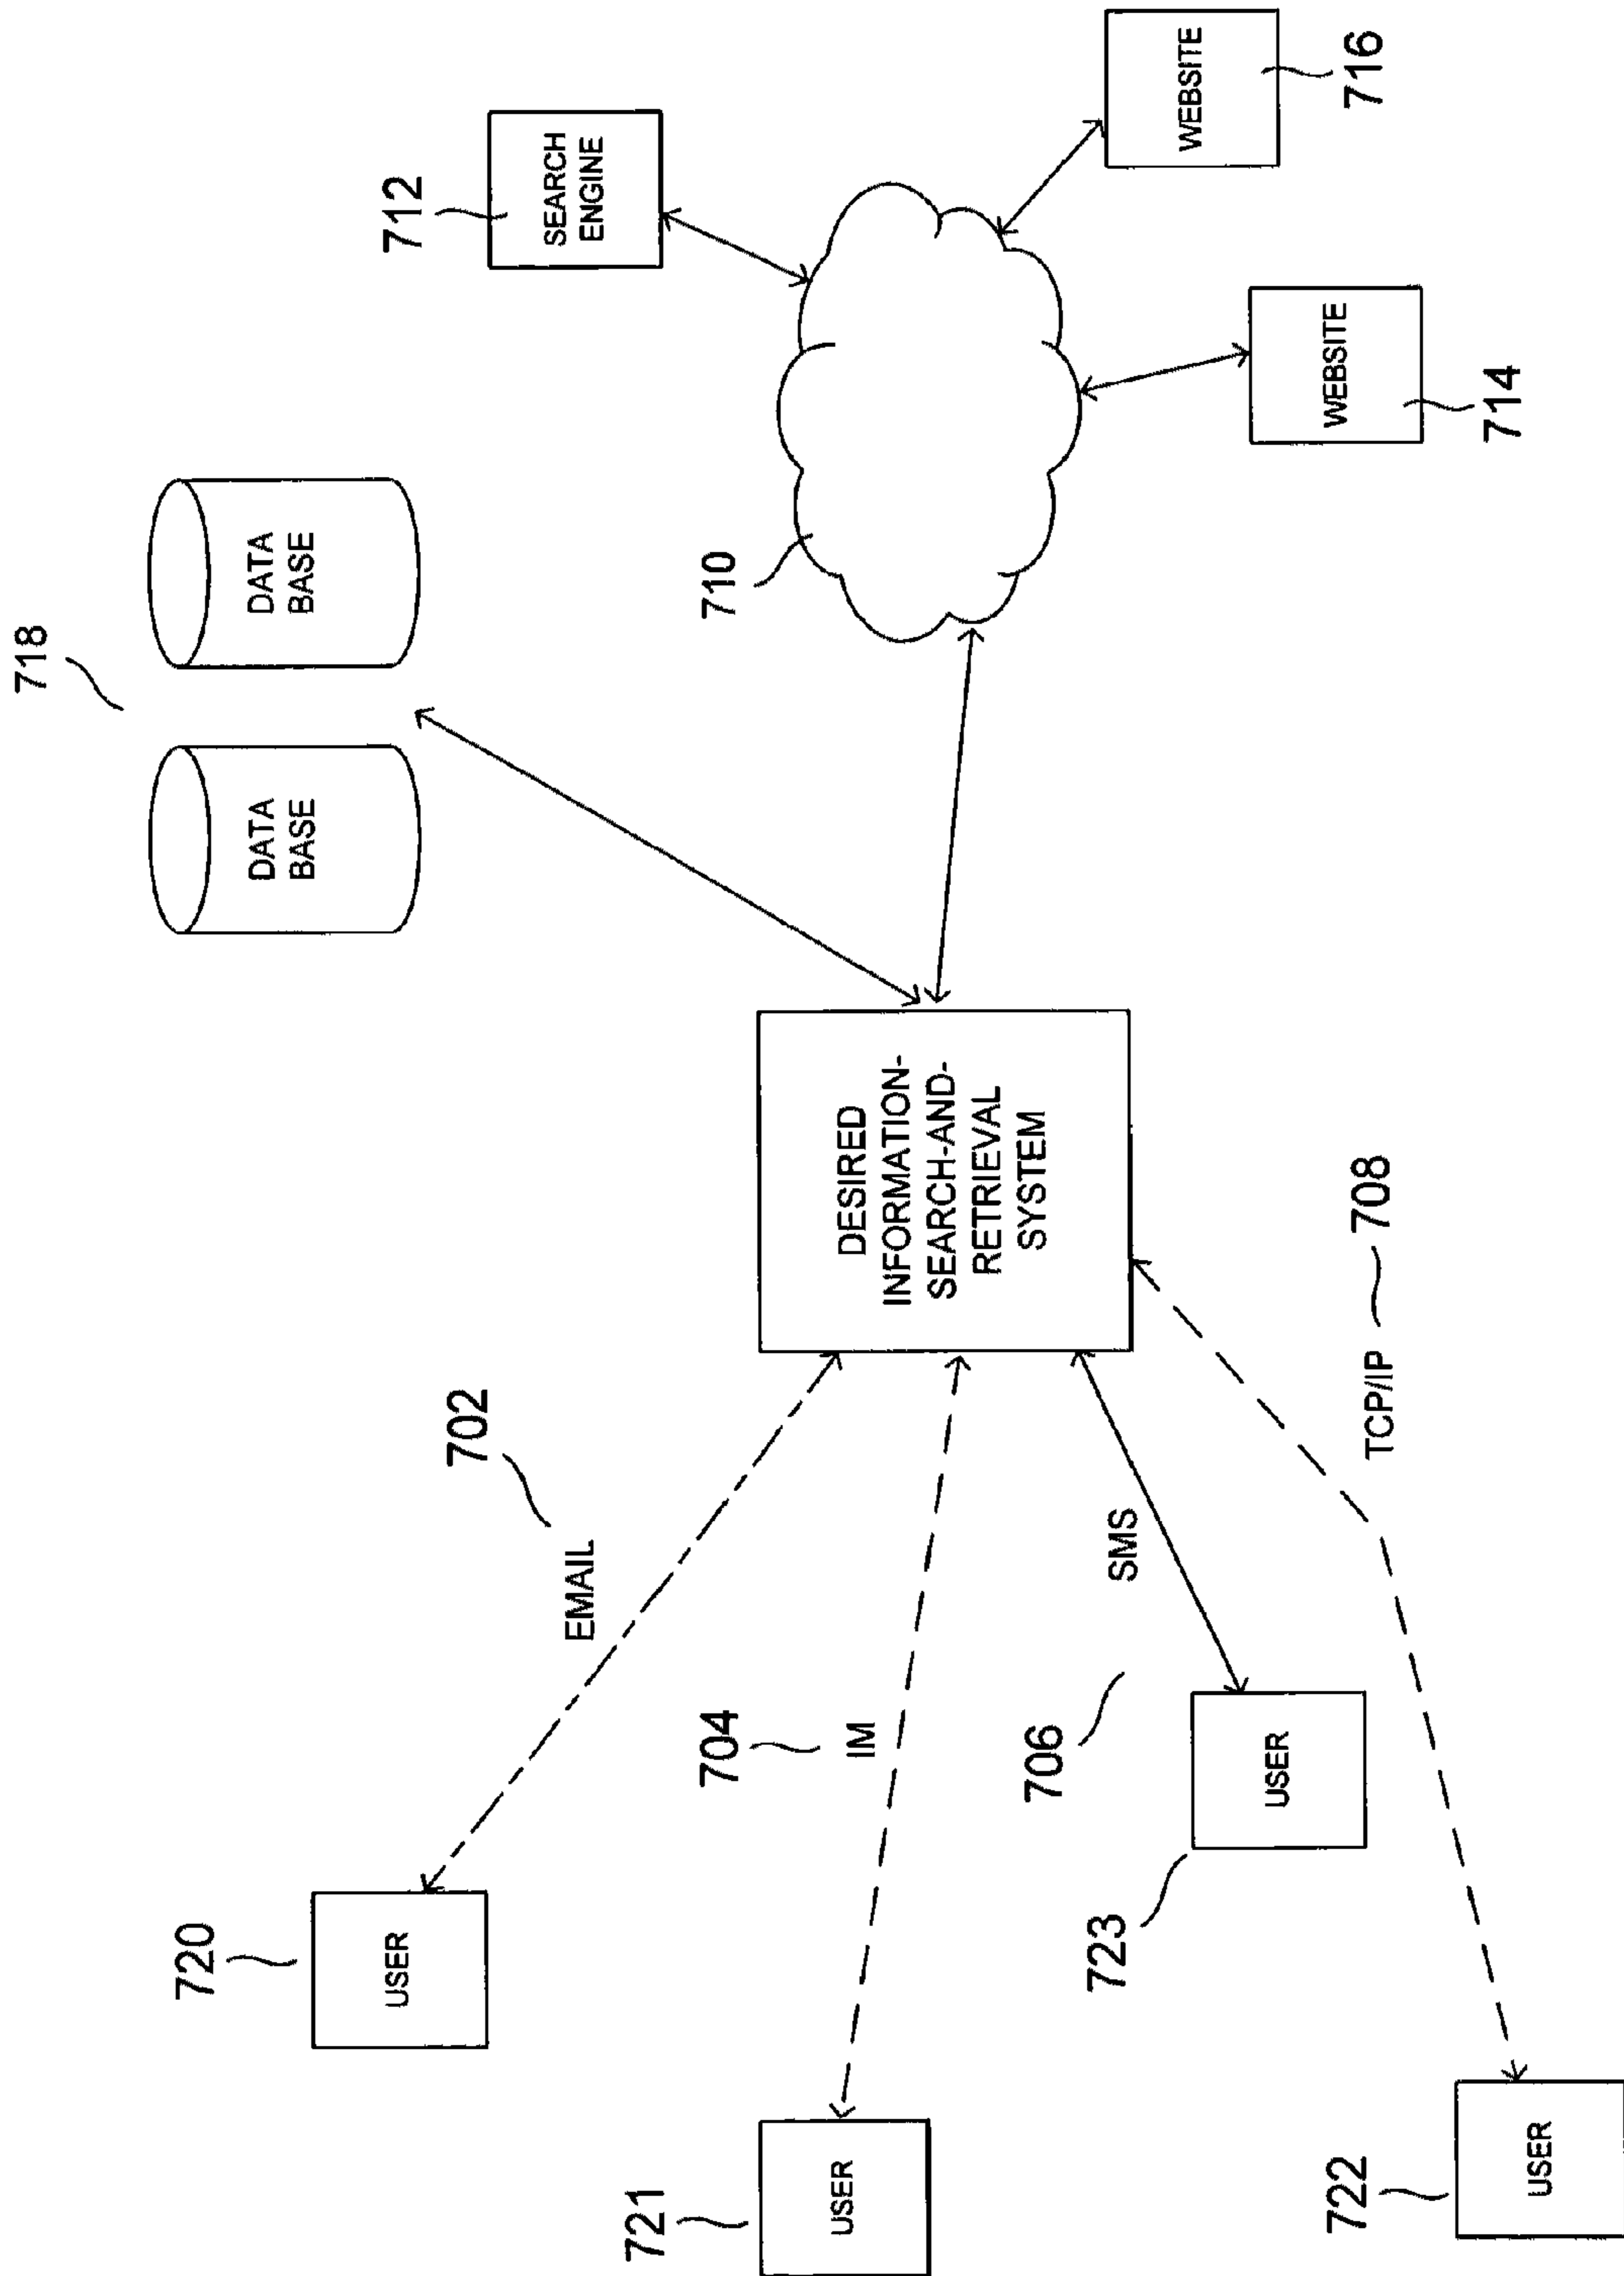 718
DATA
BASE
DATA
BASE
712
SEARCH
ENGINE
710
WEBSITE
716
WEBSITE
714
DESIRED
INFORMATION-
SEARCH-AND-
RETRIEVAL
SYSTEM
702
EMAIL
704
IM
706
SMS
TCP/IP
708
720
USER
721
USER
723
USER
722
USER